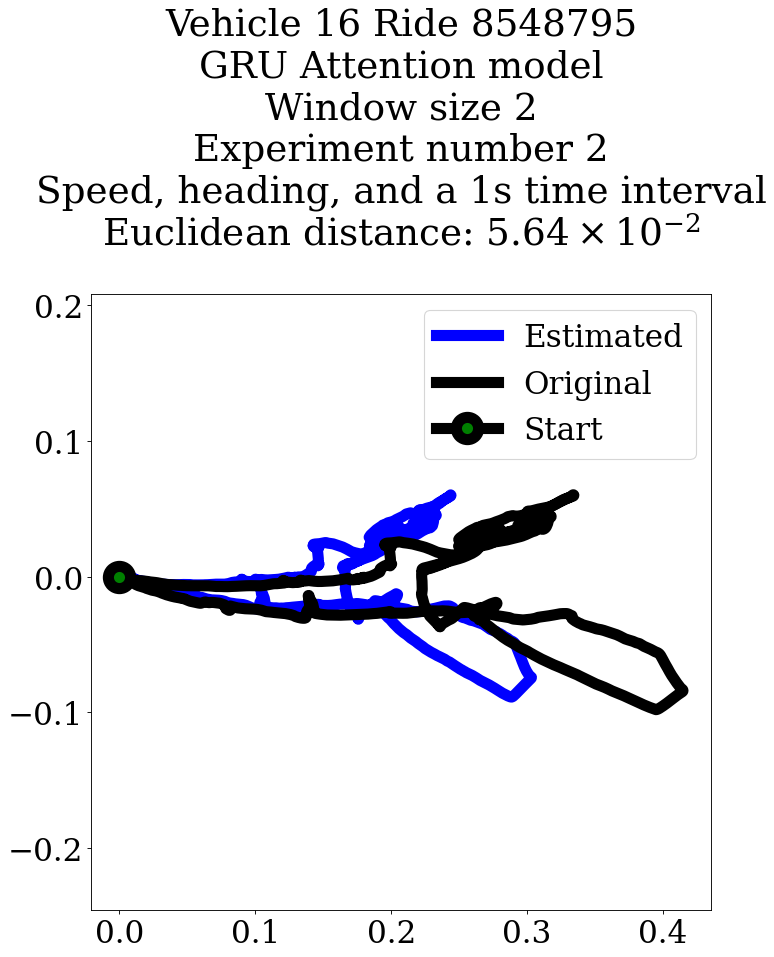 Vehicle 16 Ride 8548795
GRU Attention model
Window size 2
Experiment number 2
Speed, heading, and a 1s time interval
Euclidean distance: 5.64 × 10⁻²
0.2
Estimated
0.1
Original
Start
0.0
−0.1
−0.2
0.0 0.1 0.2 0.3 0.4